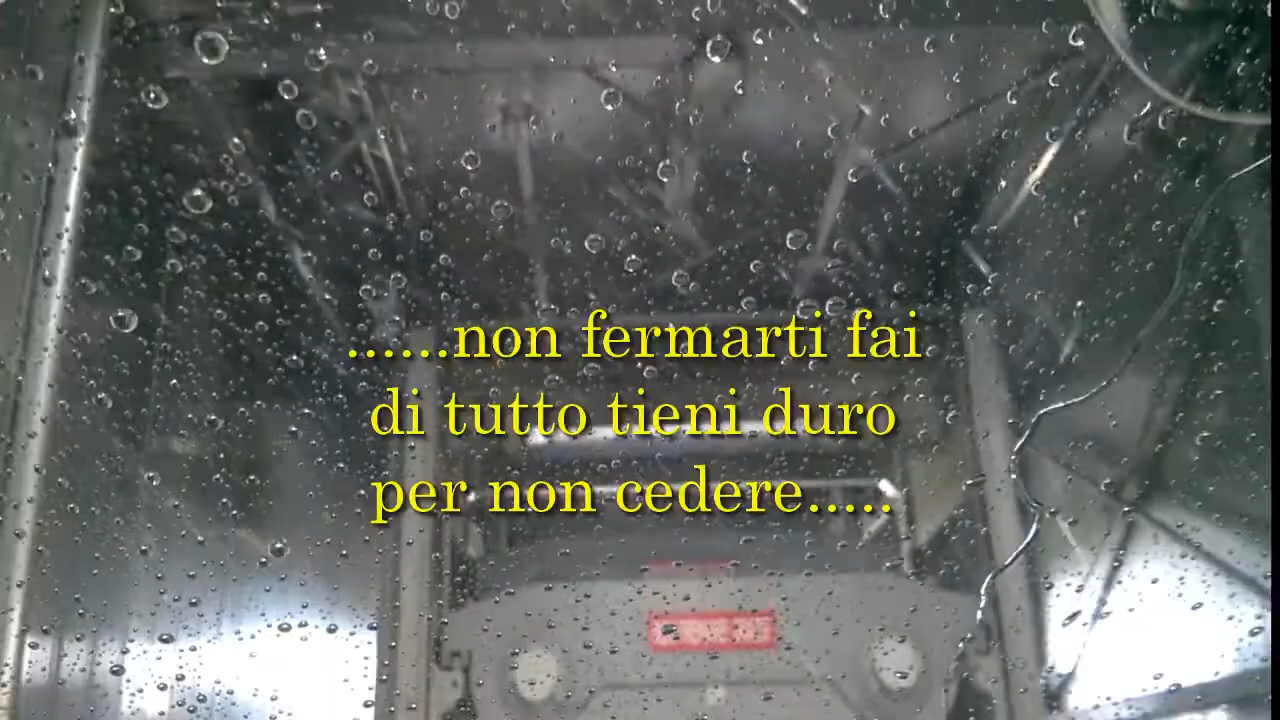 ......non fermarti fai
di tutto tieni duro
per non cedere.....